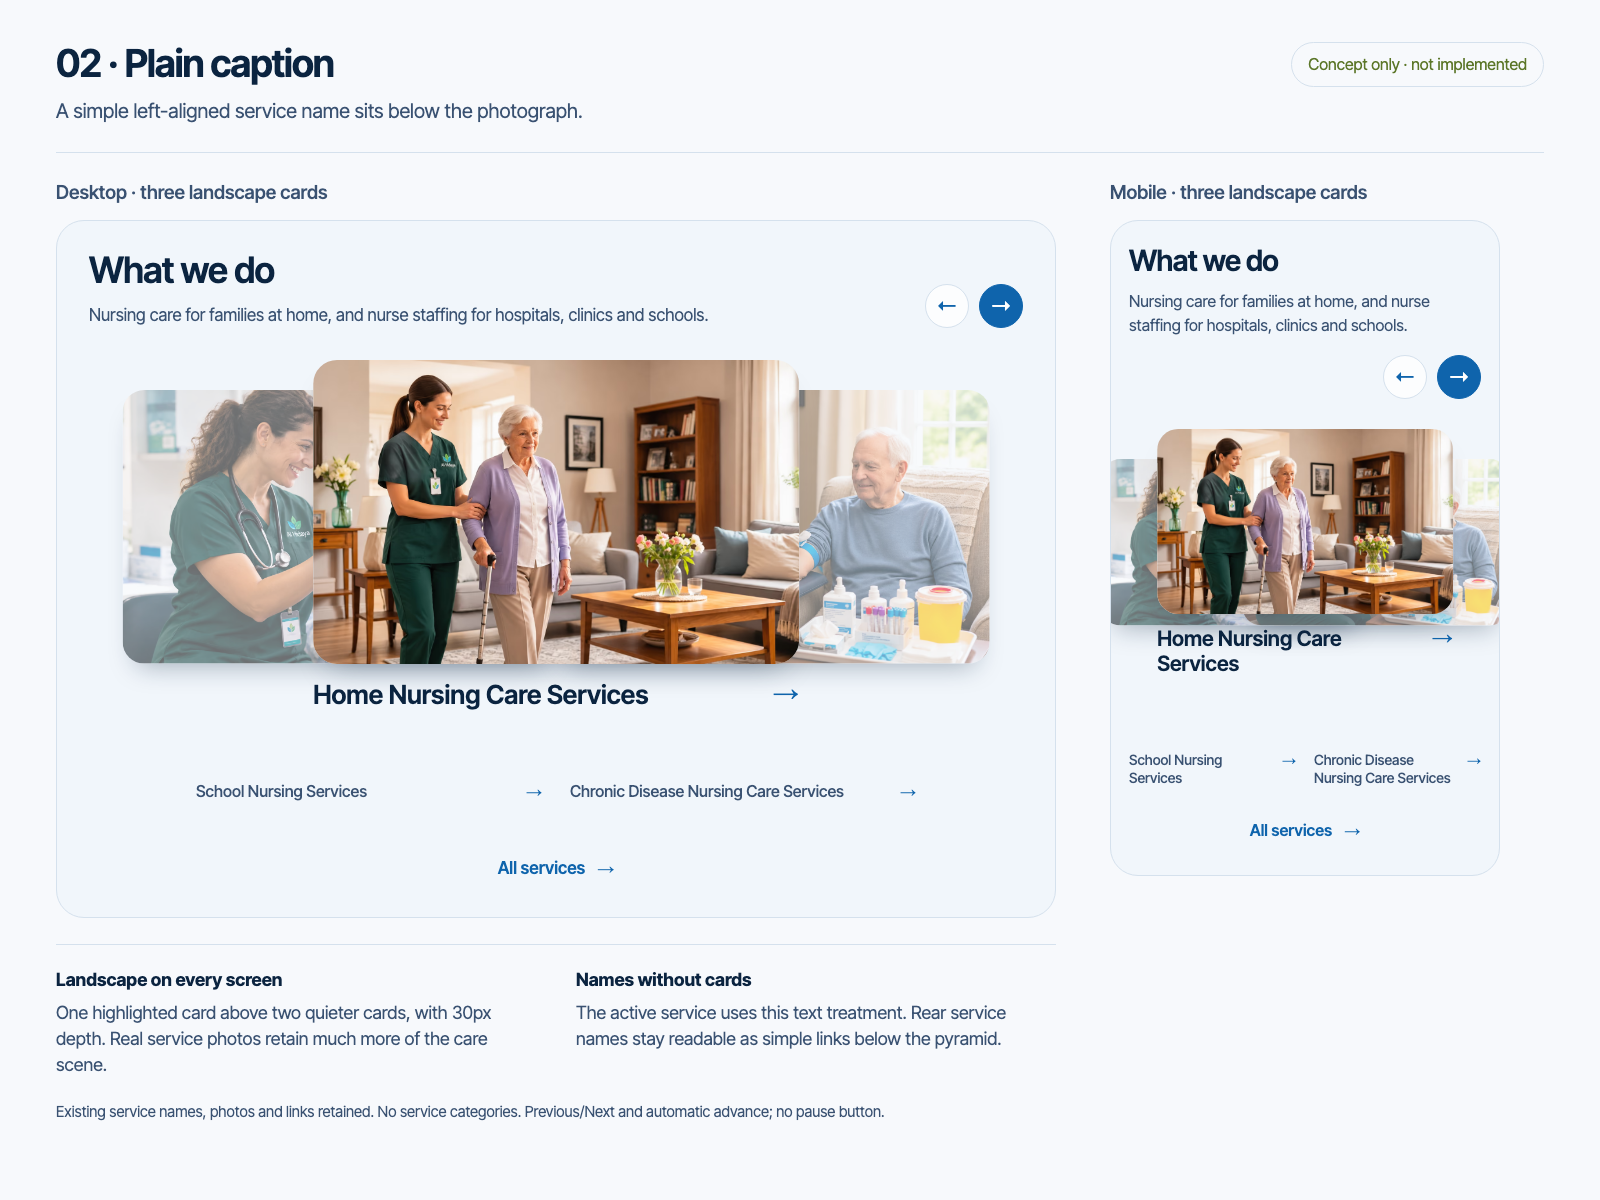 02 · Plain caption
Concept only · not implemented
A simple left-aligned service name sits below the photograph.
Desktop · three landscape cards
What we do
Nursing care for families at home, and nurse staffing for hospitals, clinics and schools.
← →
Home Nursing Care Services →
School Nursing Services → Chronic Disease Nursing Care Services →
All services →
Mobile · three landscape cards
What we do
Nursing care for families at home, and nurse
staffing for hospitals, clinics and schools.
← →
Home Nursing Care →
Services
School Nursing → Chronic Disease →
Services Nursing Care Services
All services →
Landscape on every screen
One highlighted card above two quieter cards, with 30px
depth. Real service photos retain much more of the care
scene.
Names without cards
The active service uses this text treatment. Rear service
names stay readable as simple links below the pyramid.
Existing service names, photos and links retained. No service categories. Previous/Next and automatic advance; no pause button.